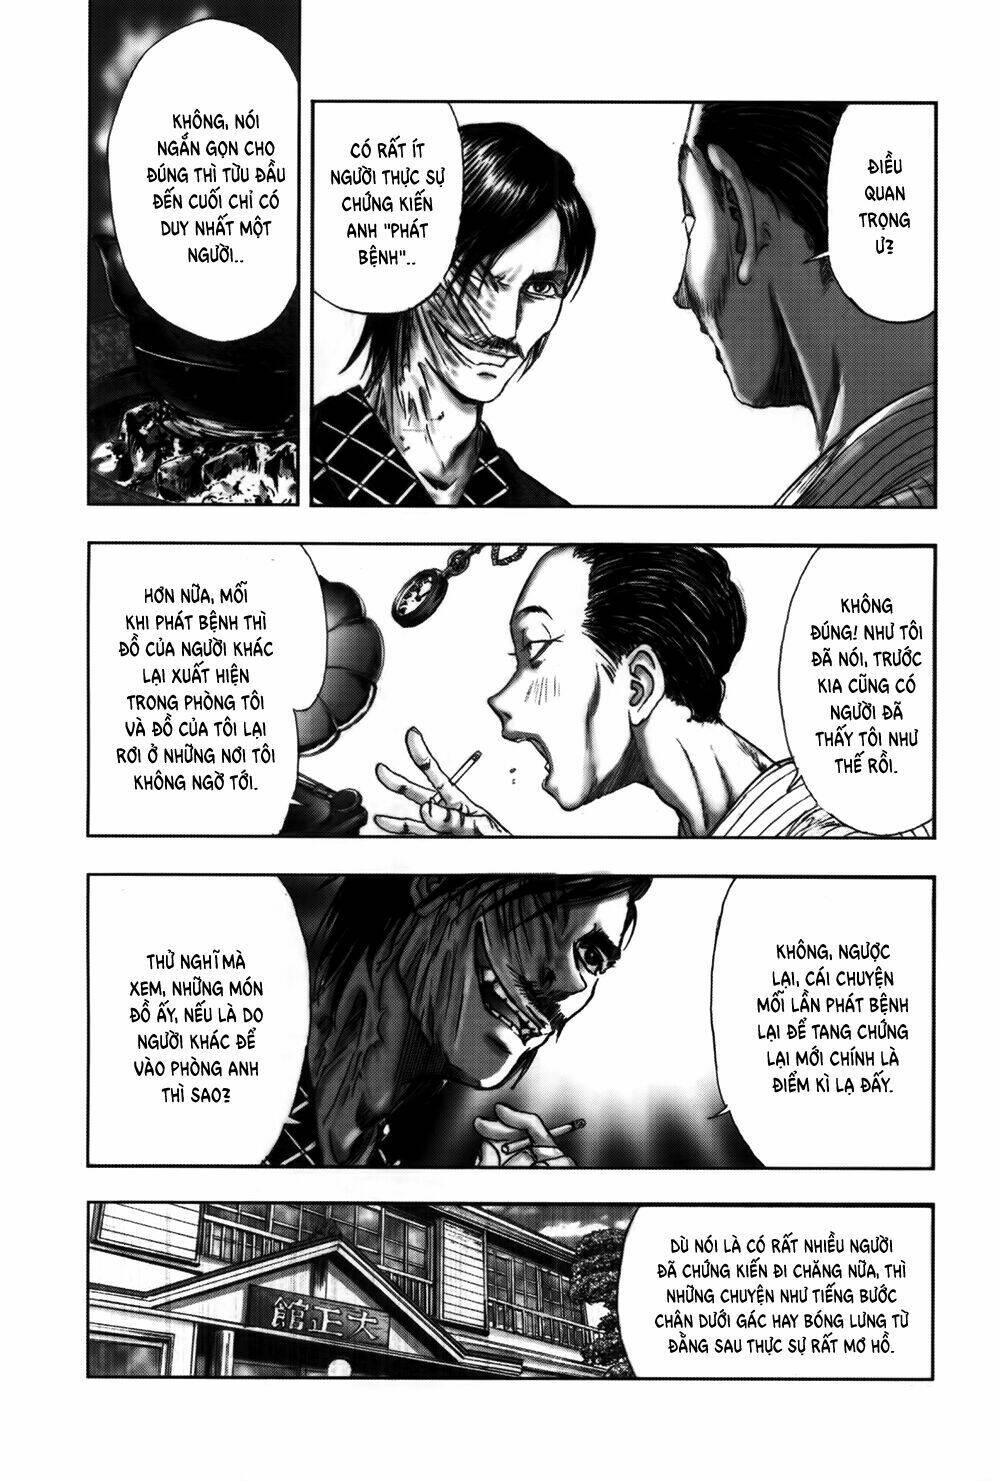 ĐIỀU
QUAN
TRỌNG
Ư?
CÓ RẤT ÍT
NGƯỜI THỰC SỰ
CHỨNG KIẾN
ANH "PHÁT
BỆNH"..
KHÔNG, NÓI
NGẮN GỌN CHO
ĐÚNG THÌ TỪU ĐẦU
ĐẾN CUỐI CHỈ CÓ
DUY NHẤT MỘT
NGƯỜI..
KHÔNG
ĐÚNG! NHƯ TÔI
ĐÃ NÓI, TRƯỚC
KIA CŨNG CÓ
NGƯỜI ĐÃ
THẤY TÔI NHƯ
THẾ RỒI.
HƠN NỮA, MỖI
KHI PHÁT BỆNH THÌ
ĐỒ CỦA NGƯỜI KHÁC
LẠI XUẤT HIỆN
TRONG PHÒNG TÔI
VÀ ĐỒ CỦA TÔI LẠI
RƠI Ở NHỮNG NƠI TÔI
KHÔNG NGỜ TỚI.
KHÔNG, NGƯỢC
LẠI, CÁI CHUYỆN
MỖI LẦN PHÁT BỆNH
LẠI ĐỂ TANG CHỨNG
LẠI MỚI CHÍNH LÀ
ĐIỂM KÌ LẠ ĐẤY.
THỬ NGHĨ MÀ
XEM, NHỮNG MÓN
ĐỒ ẤY, NẾU LÀ DO
NGƯỜI KHÁC ĐỂ
VÀO PHÒNG ANH
THÌ SAO?
館正大
DÙ NÓI LÀ CÓ RẤT NHIỀU NGƯỜI
ĐÃ CHỨNG KIẾN ĐI CHĂNG NỮA, THÌ
NHỮNG CHUYỆN NHƯ TIẾNG BƯỚC
CHÂN DƯỚI GÁC HAY BÓNG LƯNG TỪ
ĐẰNG SAU THỰC SỰ RẤT MƠ HỒ.